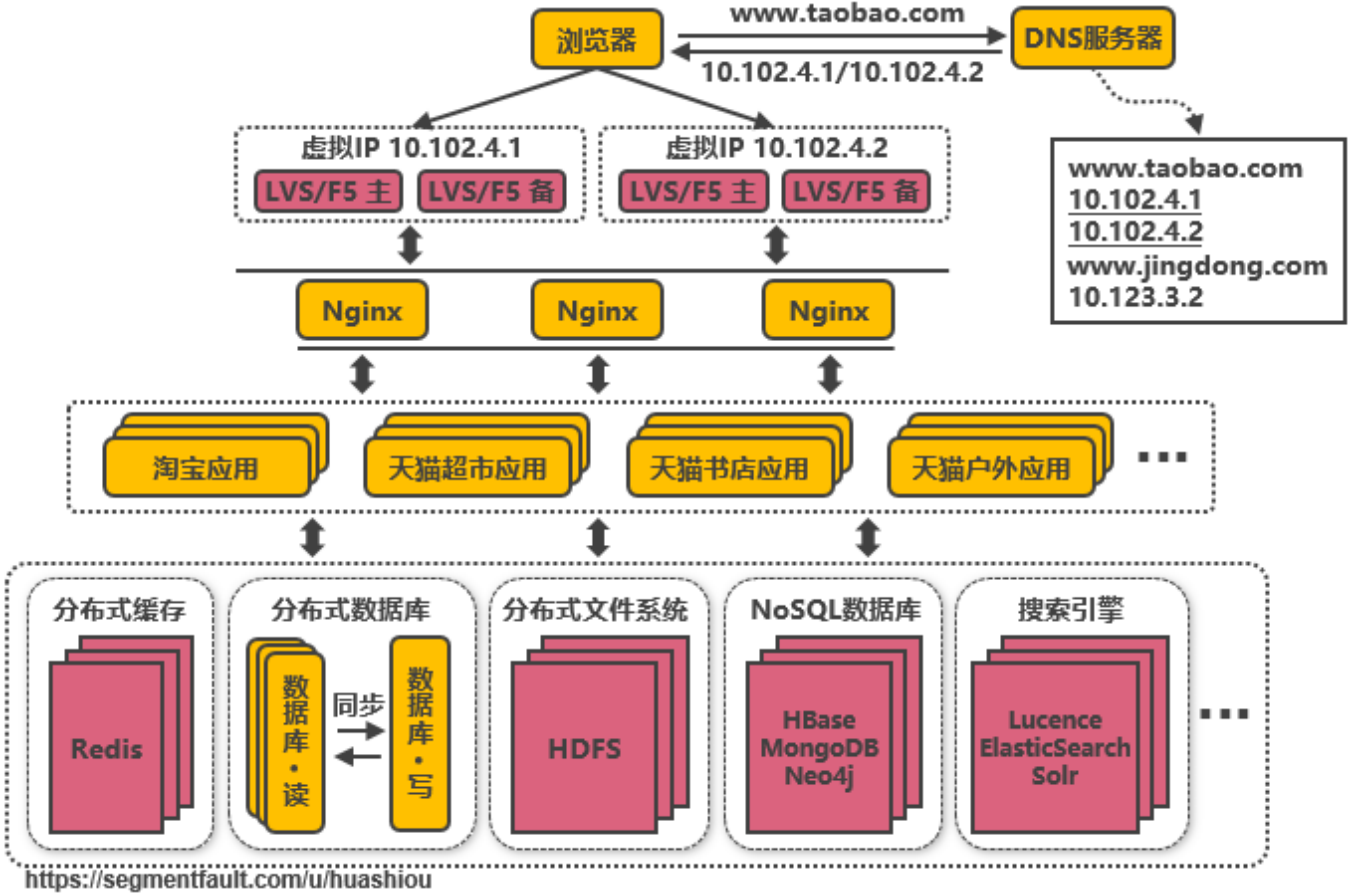 www.taobao.com
浏览器
DNS服务器
10.102.4.1/10.102.4.2
虚拟IP 10.102.4.1
LVS/F5 主
LVS/F5 备
虚拟IP 10.102.4.2
LVS/F5 主
LVS/F5 备
www.taobao.com
10.102.4.1
10.102.4.2
www.jingdong.com
10.123.3.2
Nginx
Nginx
Nginx
淘宝应用
天猫超市应用
天猫书店应用
天猫户外应用
...
分布式缓存
Redis
分布式数据库
数据库·读
同步
数据库·写
分布式文件系统
HDFS
NoSQL数据库
HBase
MongoDB
Neo4j
搜索引擎
Lucence
ElasticSearch
Solr
...
https://segmentfault.com/u/huashiou